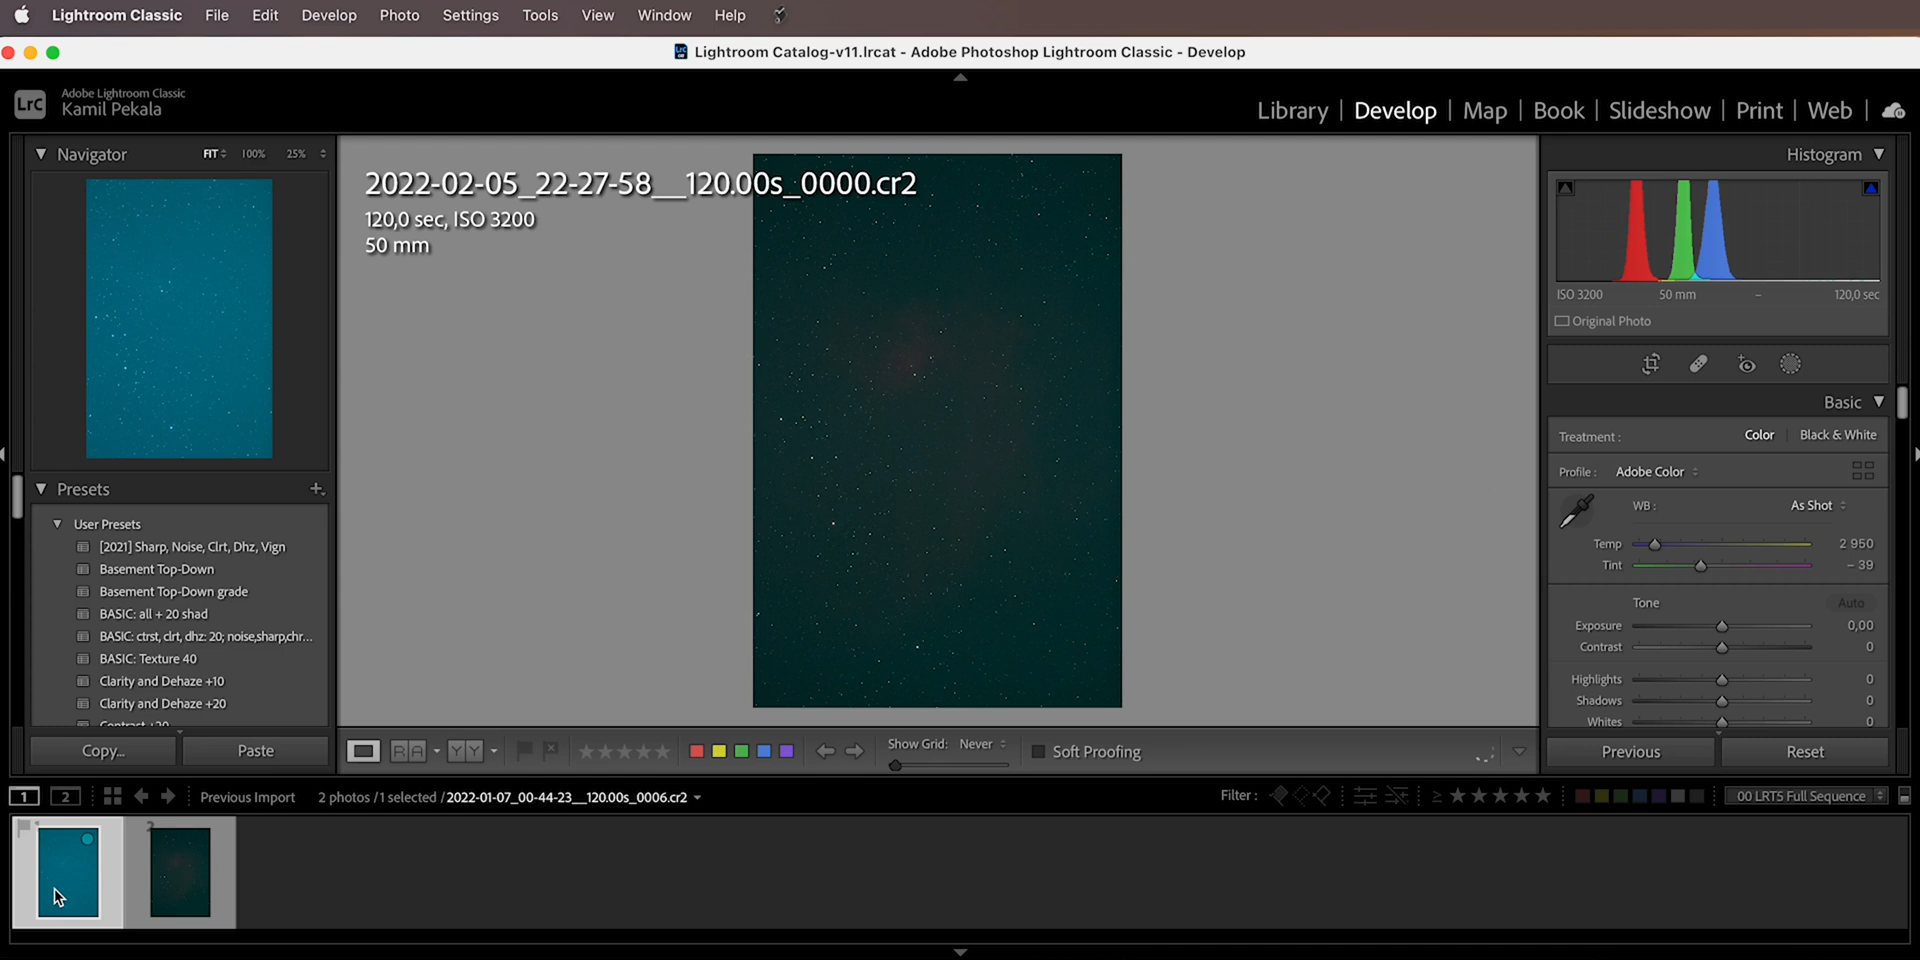 Lightroom Classic File Edit Develop Photo Settings Tools View Window Help
LrC Lightroom Catalog-v11.lrcat - Adobe Photoshop Lightroom Classic - Develop
LrC Adobe Lightroom Classic
Kamil Pekala
Library | Develop | Map | Book | Slideshow | Print | Web
Navigator FIT 100% 25%
2022-02-05_22-27-58__120.00s_0000.cr2
120,0 sec, ISO 3200
50 mm
Histogram
ISO 3200 50 mm – 120,0 sec
Original Photo
Basic
Treatment : Color Black & White
Profile : Adobe Color
WB : As Shot
Temp 2 950
Tint – 39
Tone Auto
Exposure 0,00
Contrast 0
Highlights 0
Shadows 0
Whites 0
Previous Reset
Presets +
User Presets
[2021] Sharp, Noise, Clrt, Dhz, Vign
Basement Top-Down
Basement Top-Down grade
BASIC: all + 20 shad
BASIC: ctrst, clrt, dhz: 20; noise,sharp,chr...
BASIC: Texture 40
Clarity and Dehaze +10
Clarity and Dehaze +20
Contrast +20
Copy... Paste
R A Y Y Show Grid: Never Soft Proofing
1 2 Previous Import 2 photos / 1 selected / 2022-01-07_00-44-23__120.00s_0006.cr2 Filter : ≥ 00 LRT5 Full Sequence
2